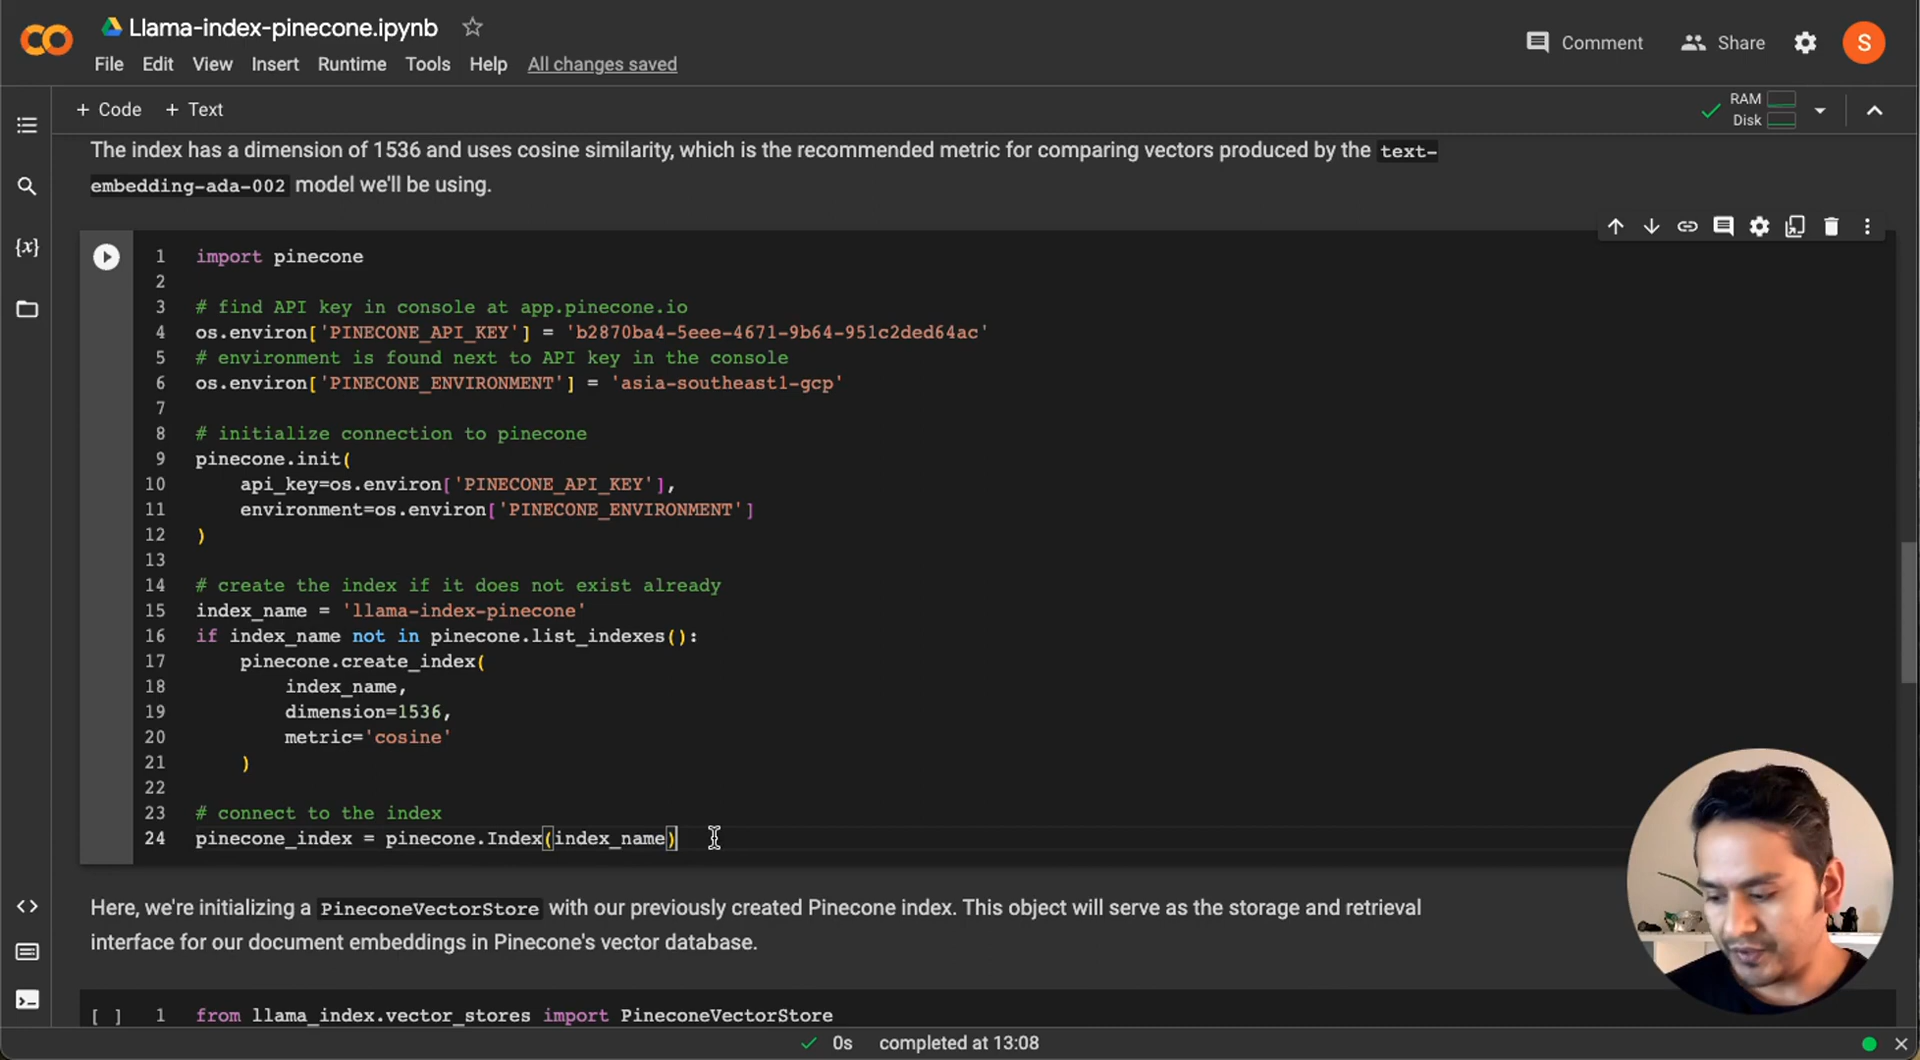 Llama-index-pinecone.ipynb
File Edit View Insert Runtime Tools Help All changes saved
Comment Share S
+ Code + Text
RAM
Disk
The index has a dimension of 1536 and uses cosine similarity, which is the recommended metric for comparing vectors produced by the text-
embedding-ada-002 model we'll be using.
1 import pinecone
2
3 # find API key in console at app.pinecone.io
4 os.environ['PINECONE_API_KEY'] = 'b2870ba4-5eee-4671-9b64-951c2ded64ac'
5 # environment is found next to API key in the console
6 os.environ['PINECONE_ENVIRONMENT'] = 'asia-southeast1-gcp'
7
8 # initialize connection to pinecone
9 pinecone.init(
10 api_key=os.environ['PINECONE_API_KEY'],
11 environment=os.environ['PINECONE_ENVIRONMENT']
12 )
13
14 # create the index if it does not exist already
15 index_name = 'llama-index-pinecone'
16 if index_name not in pinecone.list_indexes():
17 pinecone.create_index(
18 index_name,
19 dimension=1536,
20 metric='cosine'
21 )
22
23 # connect to the index
24 pinecone_index = pinecone.Index(index_name)
Here, we're initializing a PineconeVectorStore with our previously created Pinecone index. This object will serve as the storage and retrieval
interface for our document embeddings in Pinecone's vector database.
[ ] 1 from llama_index.vector_stores import PineconeVectorStore
0s completed at 13:08